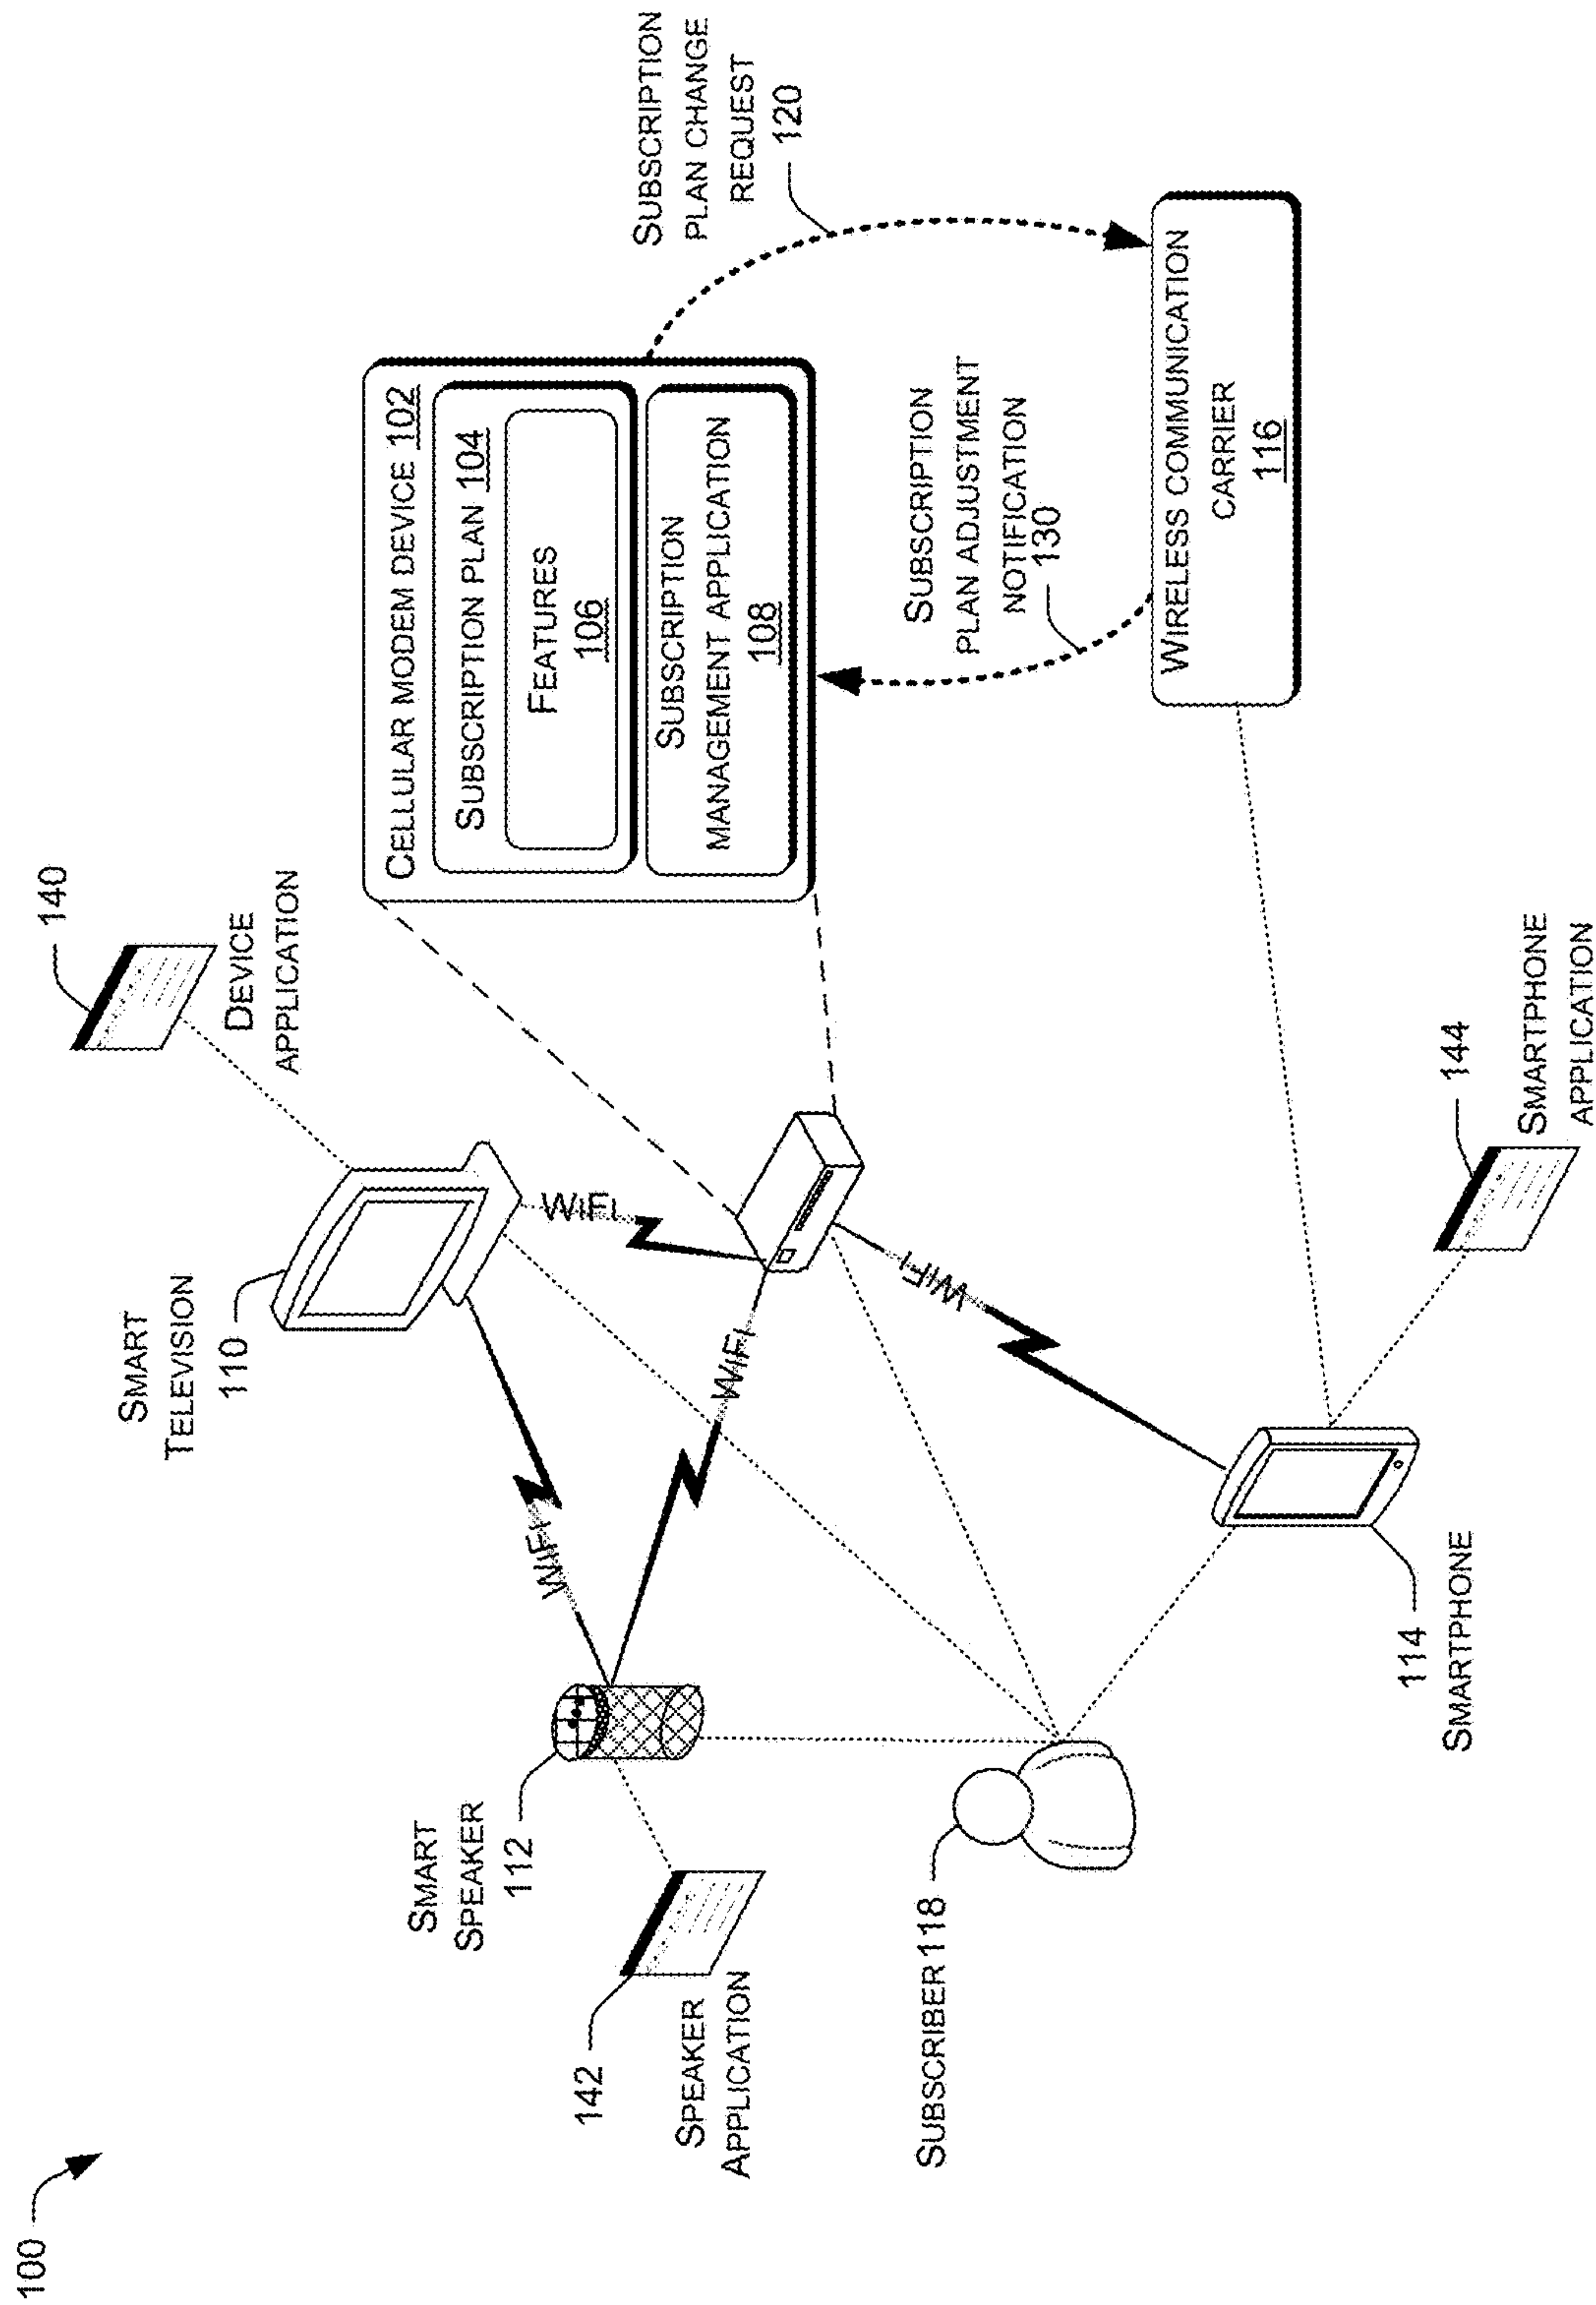 100
140
DEVICE
APPLICATION
SMART
TELEVISION
110
CELLULAR MODEM DEVICE 102
SUBSCRIPTION PLAN 104
FEATURES
106
SUBSCRIPTION
MANAGEMENT APPLICATION
108
SUBSCRIPTION
PLAN CHANGE
REQUEST
120
SMART
SPEAKER
112
WIFI
WIFI
WIFI
WIFI
142
SPEAKER
APPLICATION
SUBSCRIPTION
PLAN ADJUSTMENT
NOTIFICATION
130
SUBSCRIBER 118
WIRELESS COMMUNICATION
CARRIER
116
114
SMARTPHONE
144
SMARTPHONE
APPLICATION